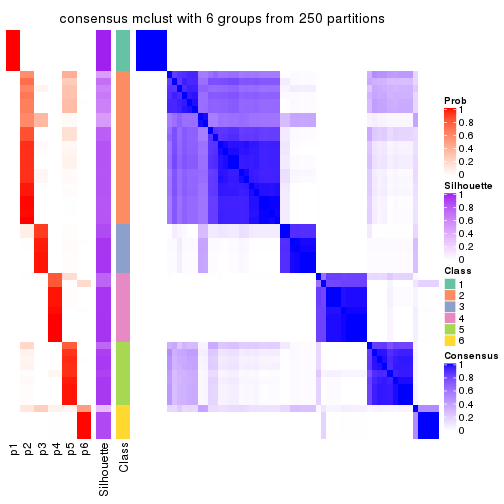 consensus mclust with 6 groups from 250 partitions
Prob
1
0.8
0.6
0.4
0.2
0
Silhouette
1
0.8
0.6
0.4
0.2
0
Class
1
2
3
4
5
6
Consensus
1
0.8
0.6
0.4
0.2
0
p1
p2
p3
p4
p5
p6
Silhouette
Class